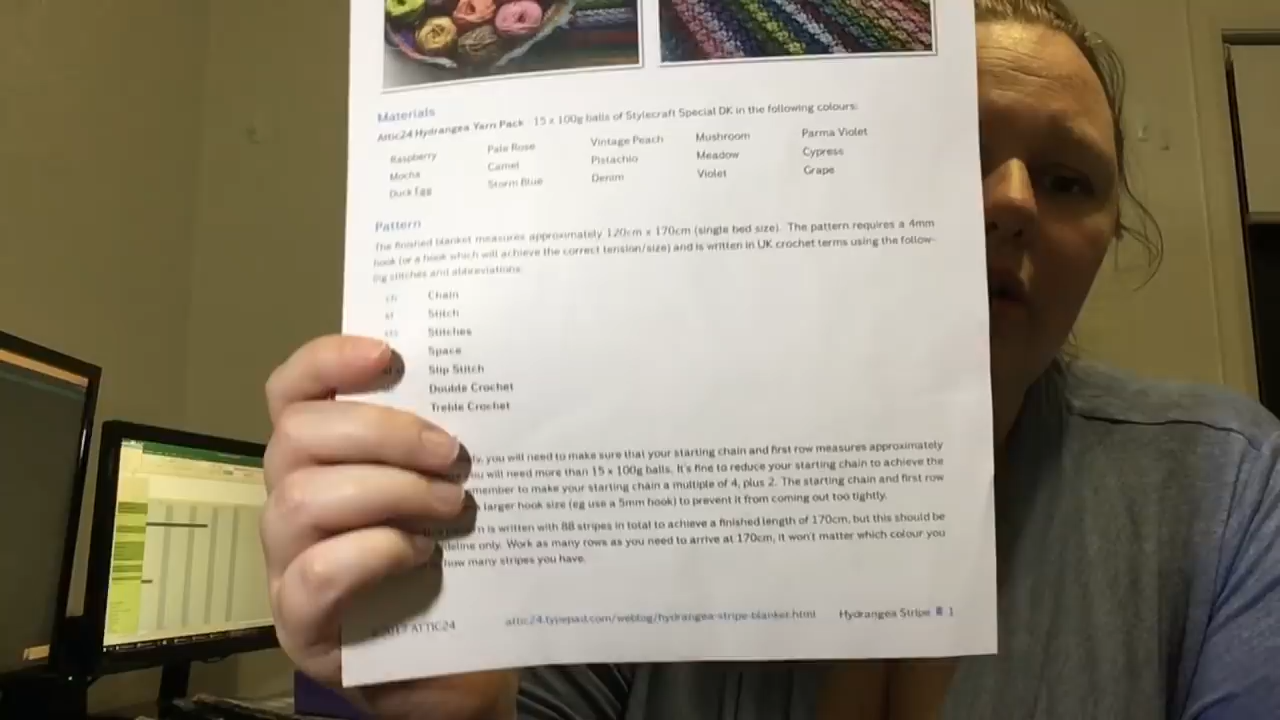 Materials
Attic24 Hydrangea Yarn Pack 15 x 100g balls of Stylecraft Special DK in the following colours:
Raspberry Pale Rose Vintage Peach Mushroom Parma Violet
Mocha Camel Pistachio Meadow Cypress
Duck Egg Storm Blue Denim Violet Grape
Pattern
The finished blanket measures approximately 120cm x 170cm (single bed size). The pattern requires a 4mm
hook (or a hook which will achieve the correct tension/size) and is written in UK crochet terms using the follow-
ing stitches and abbreviations:
ch Chain
st Stitch
sts Stitches
Space
Slip Stitch
Double Crochet
Treble Crochet
you will need to make sure that your starting chain and first row measures approximately
you will need more than 15 x 100g balls. It's fine to reduce your starting chain to achieve the
make your starting chain a multiple of 4, plus 2. The starting chain and first row
larger hook size (eg use a 5mm hook) to prevent it from coming out too tightly.
is written with 88 stripes in total to achieve a finished length of 170cm, but this should be
only. Work as many rows as you need to arrive at 170cm, it won't matter which colour you
how many stripes you have.
ATTIC24 attic24.typepad.com/weblog/hydrangea-stripe-blanket.html Hydrangea Stripe 1